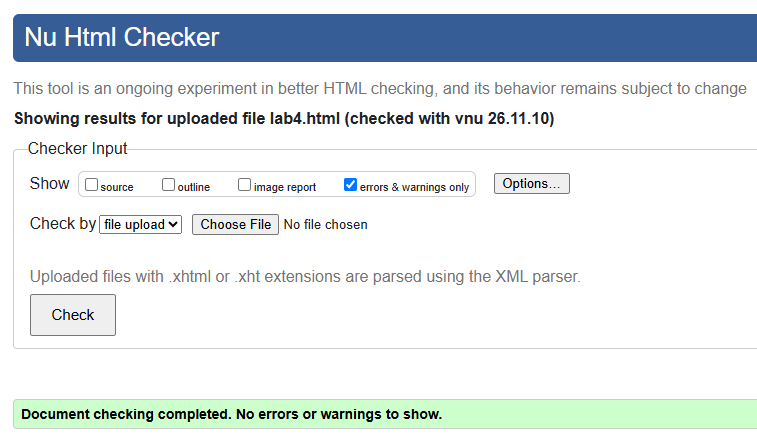 Nu Html Checker
This tool is an ongoing experiment in better HTML checking, and its behavior remains subject to change
Showing results for uploaded file lab4.html (checked with vnu 26.11.10)
Checker Input
Show source outline image report errors & warnings only Options...
Check by file upload Choose File No file chosen
Uploaded files with .xhtml or .xht extensions are parsed using the XML parser.
Check
Document checking completed. No errors or warnings to show.